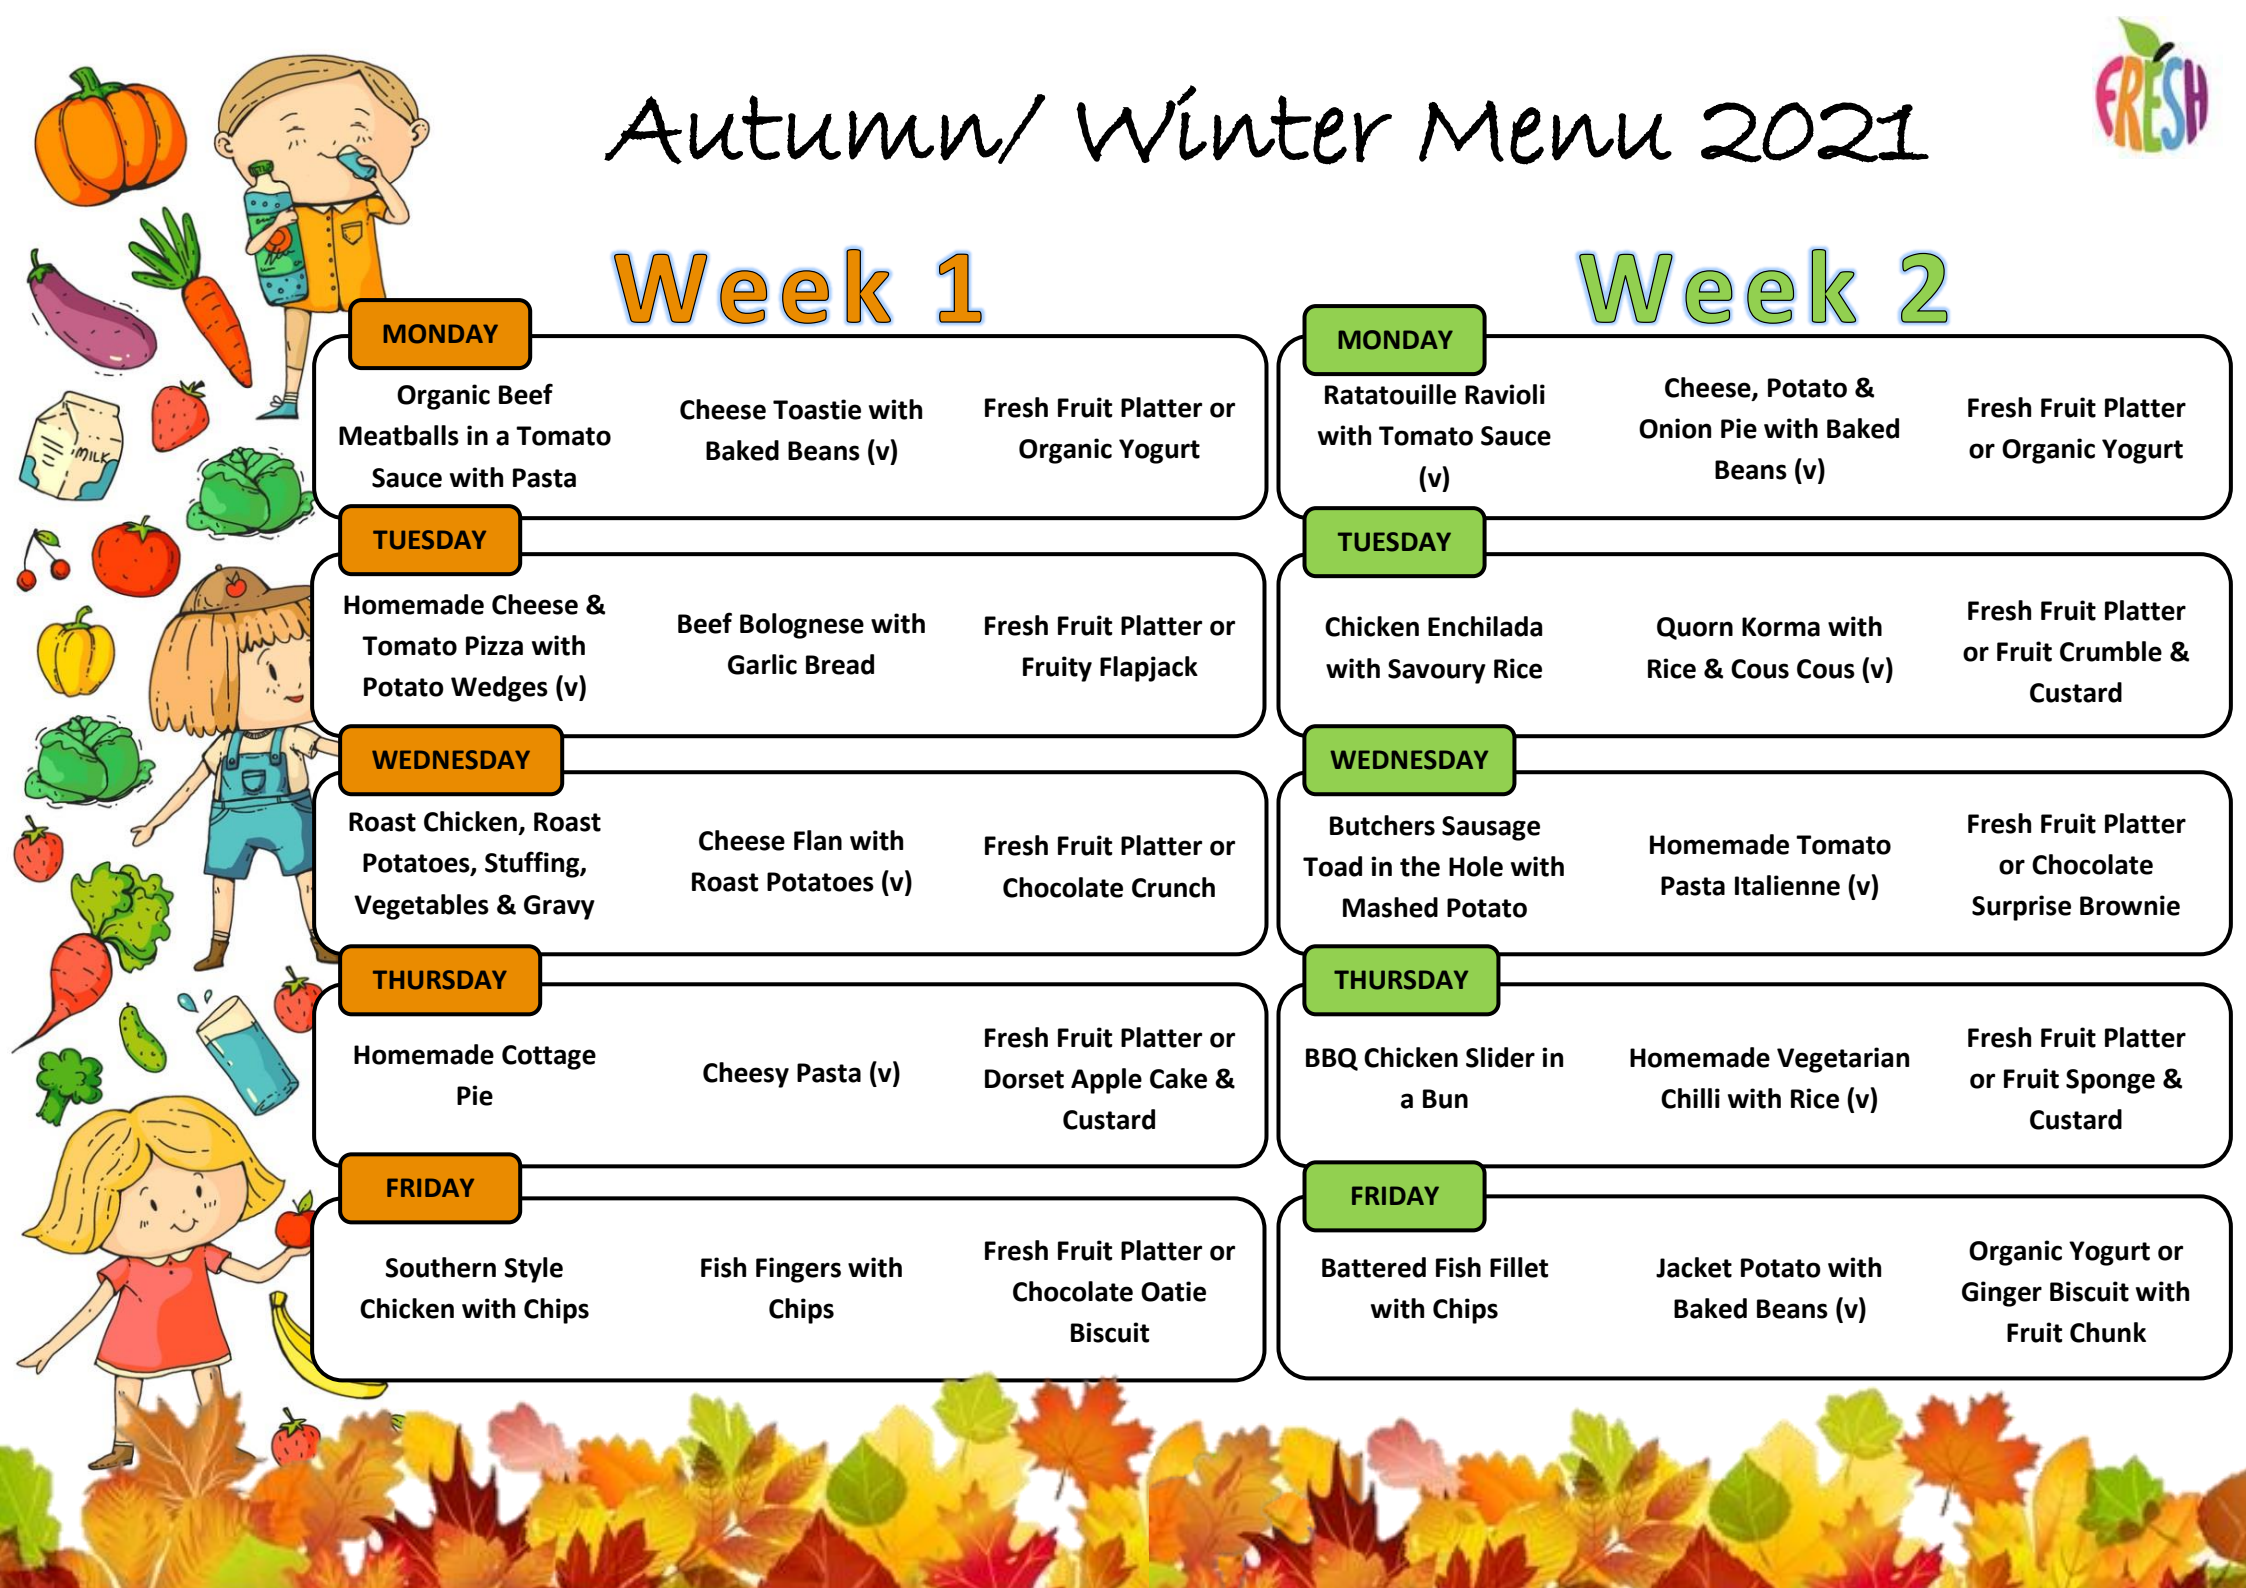 FRESH
Autumn/ Winter Menu 2021
Week 1
MONDAY
Organic Beef
Meatballs in a Tomato
Sauce with Pasta
Cheese Toastie with
Baked Beans (v)
Fresh Fruit Platter or
Organic Yogurt
TUESDAY
Homemade Cheese &
Tomato Pizza with
Potato Wedges (v)
Beef Bolognese with
Garlic Bread
Fresh Fruit Platter or
Fruity Flapjack
WEDNESDAY
Roast Chicken, Roast
Potatoes, Stuffing,
Vegetables & Gravy
Cheese Flan with
Roast Potatoes (v)
Fresh Fruit Platter or
Chocolate Crunch
THURSDAY
Homemade Cottage
Pie
Cheesy Pasta (v)
Fresh Fruit Platter or
Dorset Apple Cake &
Custard
FRIDAY
Southern Style
Chicken with Chips
Fish Fingers with
Chips
Fresh Fruit Platter or
Chocolate Oatie
Biscuit
Week 2
MONDAY
Ratatouille Ravioli
with Tomato Sauce
(v)
Cheese, Potato &
Onion Pie with Baked
Beans (v)
Fresh Fruit Platter
or Organic Yogurt
TUESDAY
Chicken Enchilada
with Savoury Rice
Quorn Korma with
Rice & Cous Cous (v)
Fresh Fruit Platter
or Fruit Crumble &
Custard
WEDNESDAY
Butchers Sausage
Toad in the Hole with
Mashed Potato
Homemade Tomato
Pasta Italienne (v)
Fresh Fruit Platter
or Chocolate
Surprise Brownie
THURSDAY
BBQ Chicken Slider in
a Bun
Homemade Vegetarian
Chilli with Rice (v)
Fresh Fruit Platter
or Fruit Sponge &
Custard
FRIDAY
Battered Fish Fillet
with Chips
Jacket Potato with
Baked Beans (v)
Organic Yogurt or
Ginger Biscuit with
Fruit Chunk
MILK